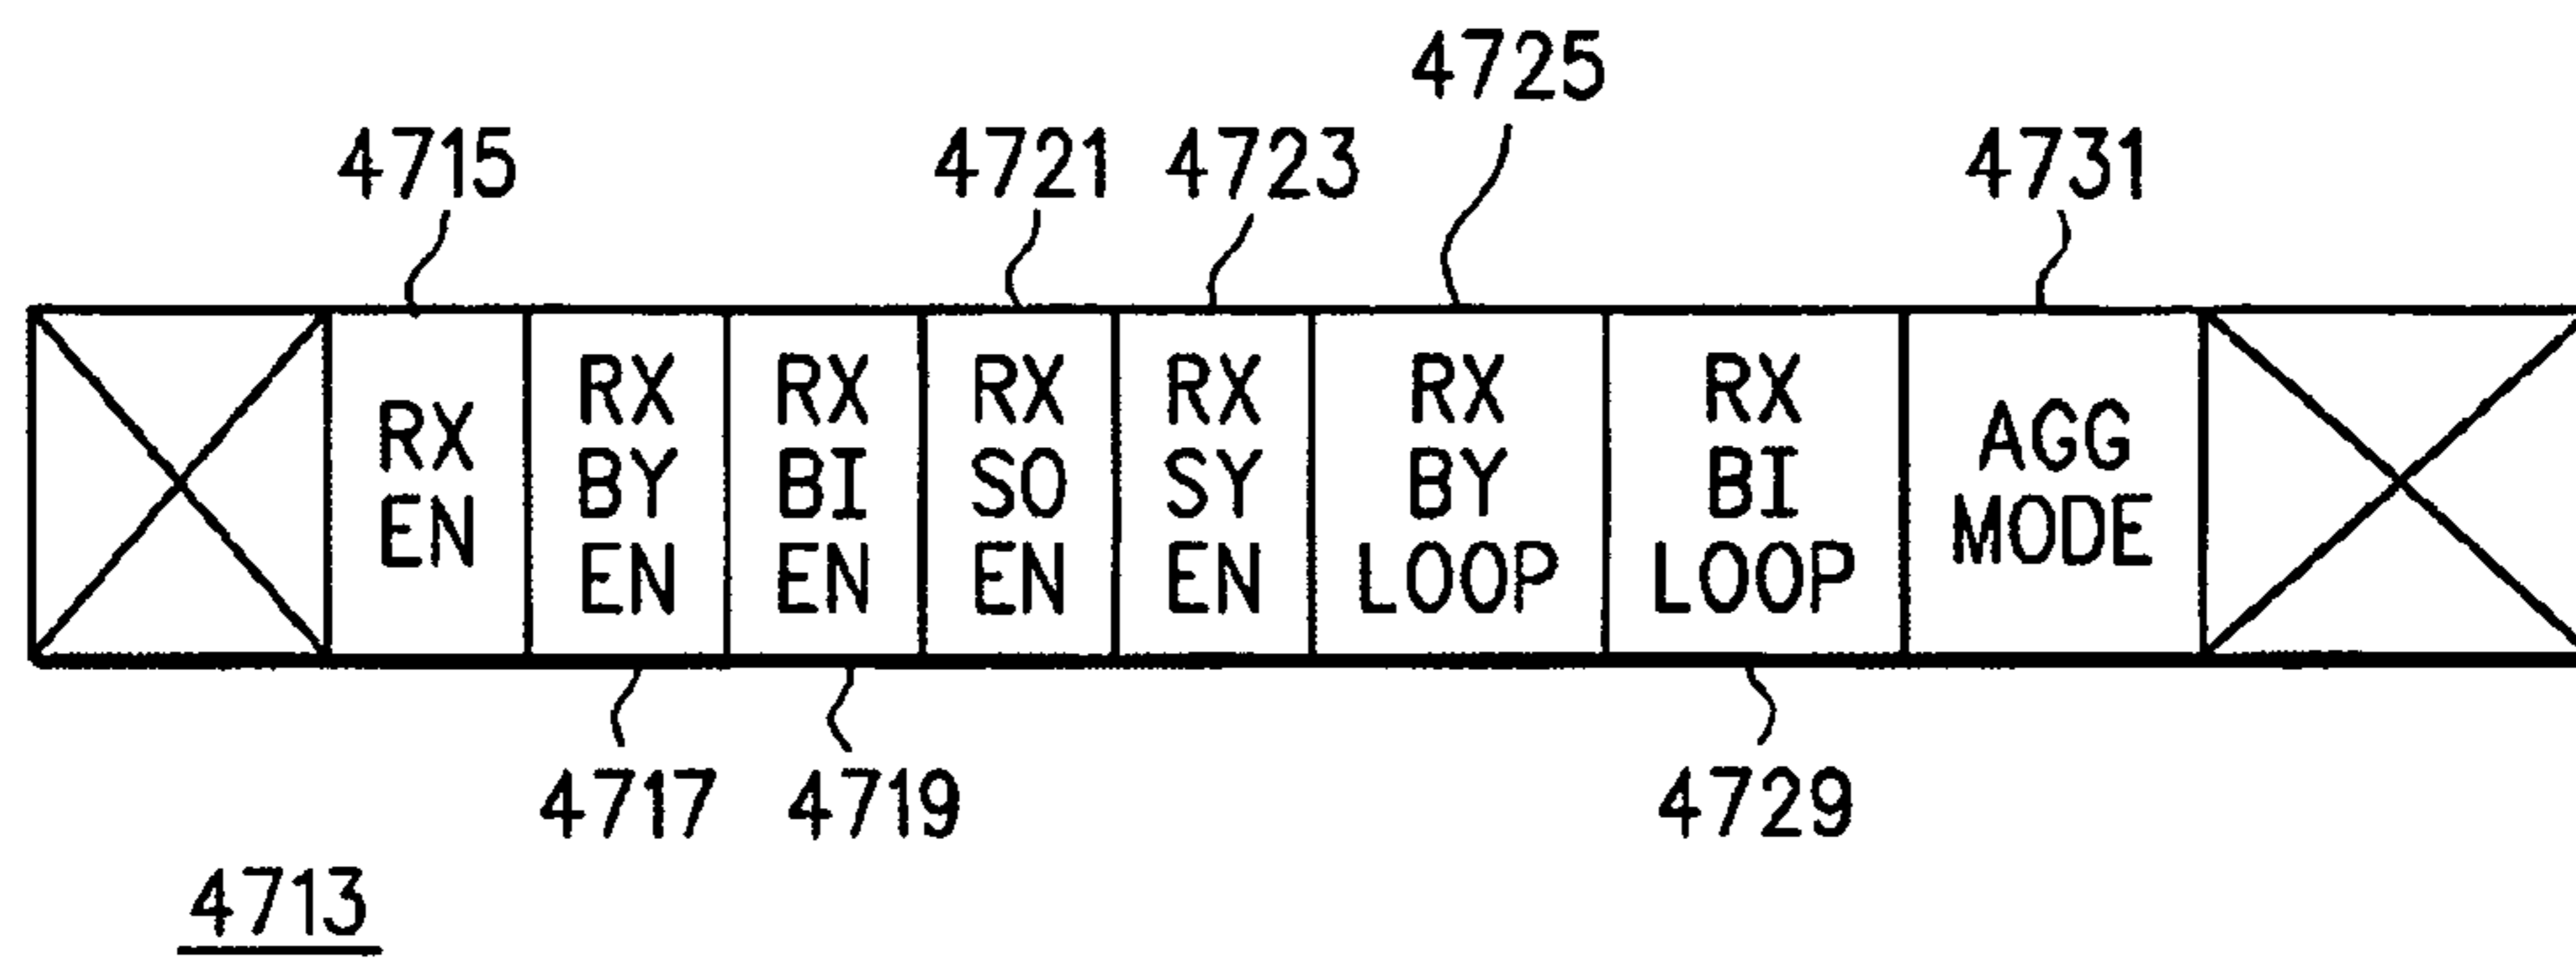 4725
4715 4721 4723 4731
RX EN
RX BY EN
RX BI EN
RX SO EN
RX SY EN
RX BY LOOP
RX BI LOOP
AGG MODE
4717 4719 4729
4713